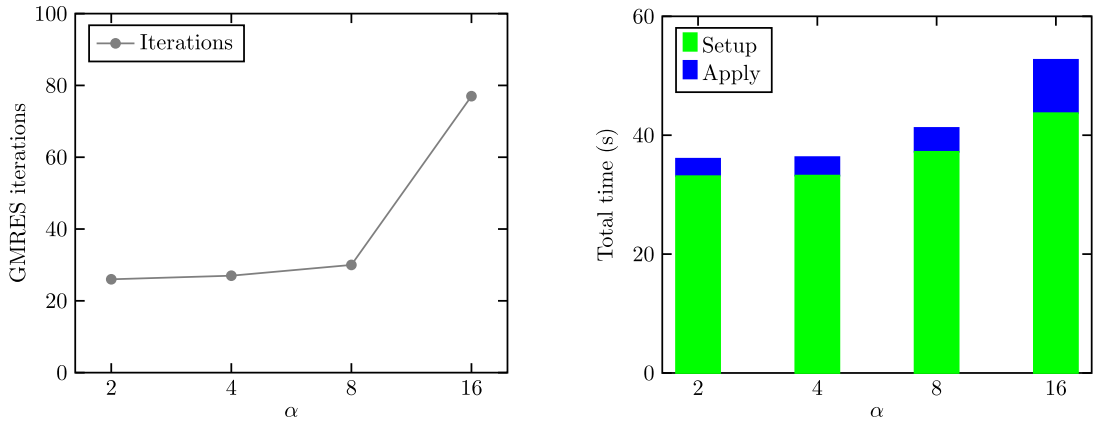 100
80
60
40
20
0
GMRES iterations
Iterations
2 4 8 16
α
60
40
20
0
Total time (s)
Setup
Apply
2 4 8 16
α